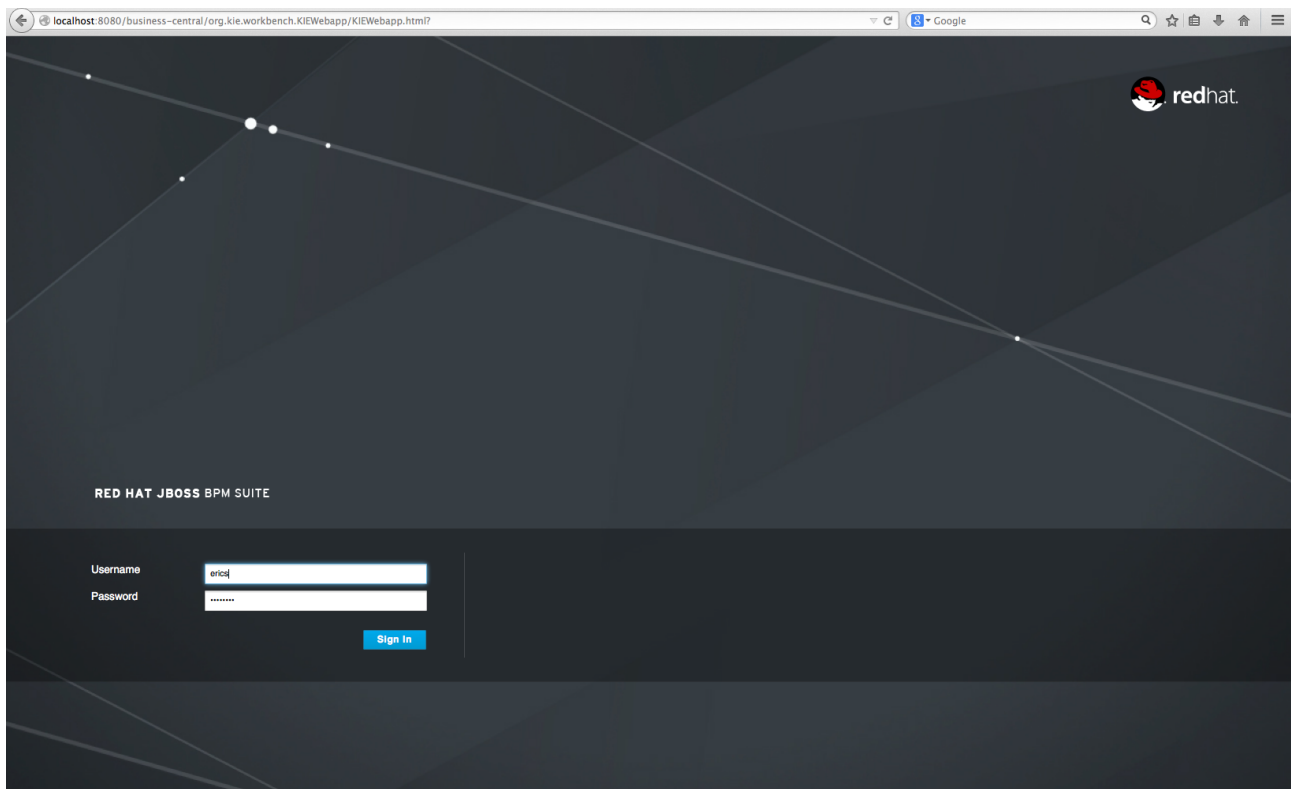 localhost:8080/business-central/org.kie.workbench.KIEWebapp/KIEWebapp.html?
Google
redhat.
RED HAT JBOSS BPM SUITE
Username
erics
Password
••••••••
Sign In